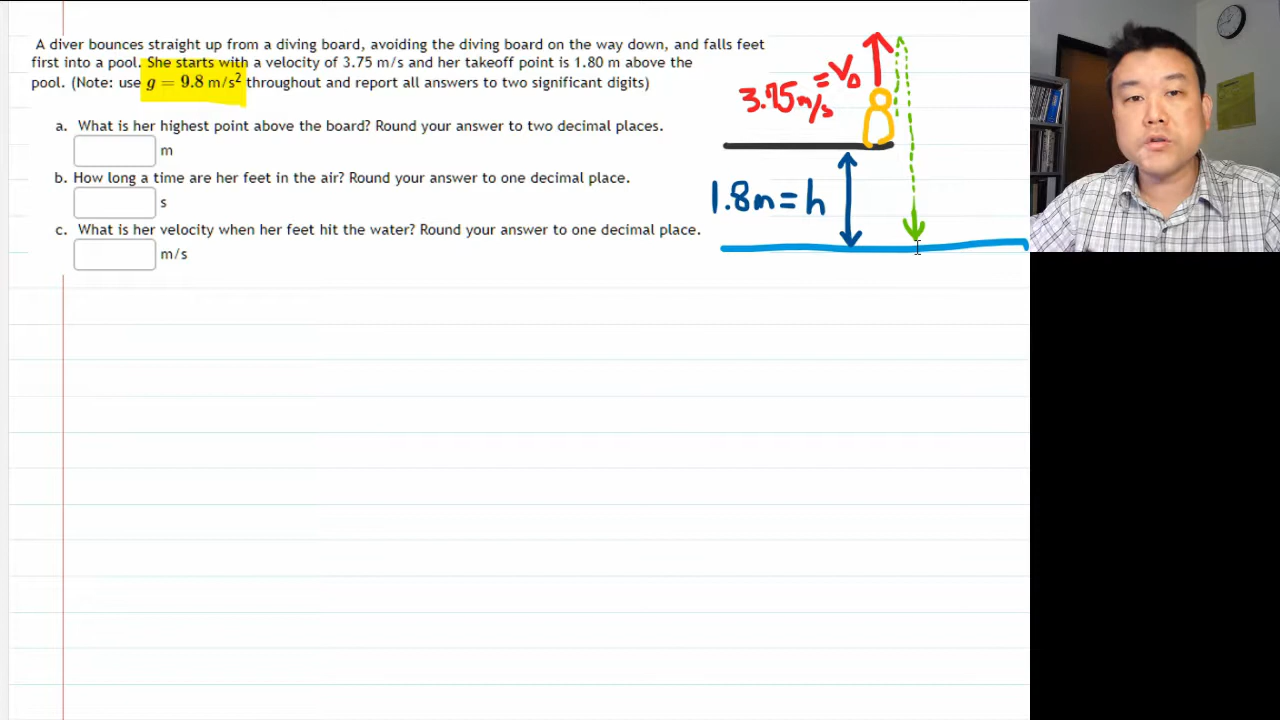 A diver bounces straight up from a diving board, avoiding the diving board on the way down, and falls feet
first into a pool. She starts with a velocity of 3.75 m/s and her takeoff point is 1.80 m above the
pool. (Note: use g = 9.8 m/s² throughout and report all answers to two significant digits)
a. What is her highest point above the board? Round your answer to two decimal places.
m
b. How long a time are her feet in the air? Round your answer to one decimal place.
s
c. What is her velocity when her feet hit the water? Round your answer to one decimal place.
m/s
3.75m/s = V₀
1.8m = h